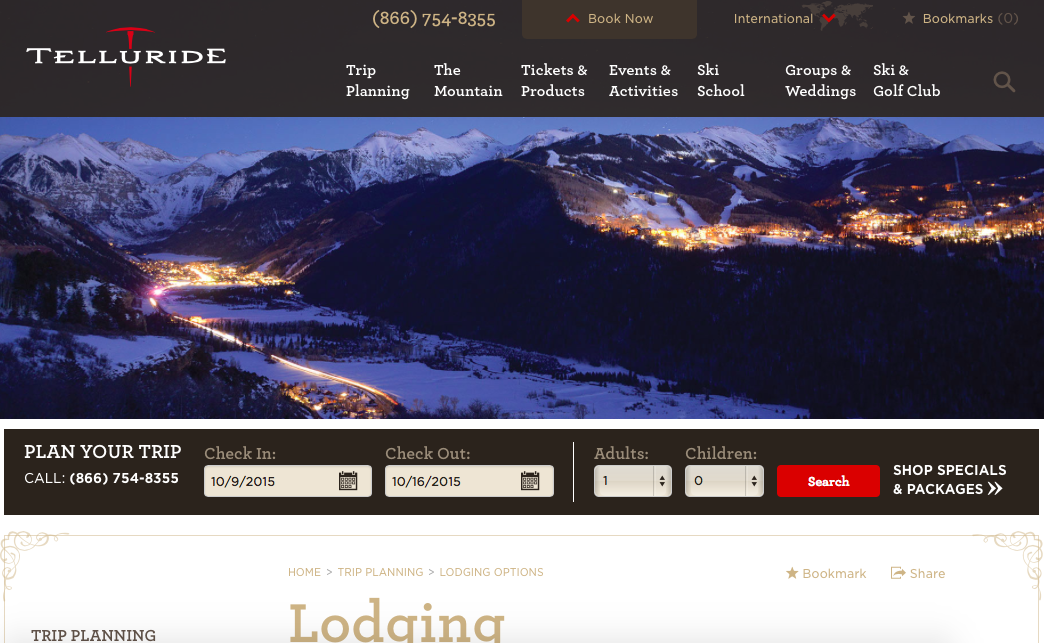 (866) 754-8355
Book Now
International
Bookmarks (0)
TELLURIDE
Trip
Planning
The
Mountain
Tickets &
Products
Events &
Activities
Ski
School
Groups &
Weddings
Ski &
Golf Club
PLAN YOUR TRIP
CALL: (866) 754-8355
Check In:
10/9/2015
Check Out:
10/16/2015
Adults:
1
Children:
0
Search
SHOP SPECIALS
& PACKAGES
HOME > TRIP PLANNING > LODGING OPTIONS
Bookmark
Share
Lodging
TRIP PLANNING